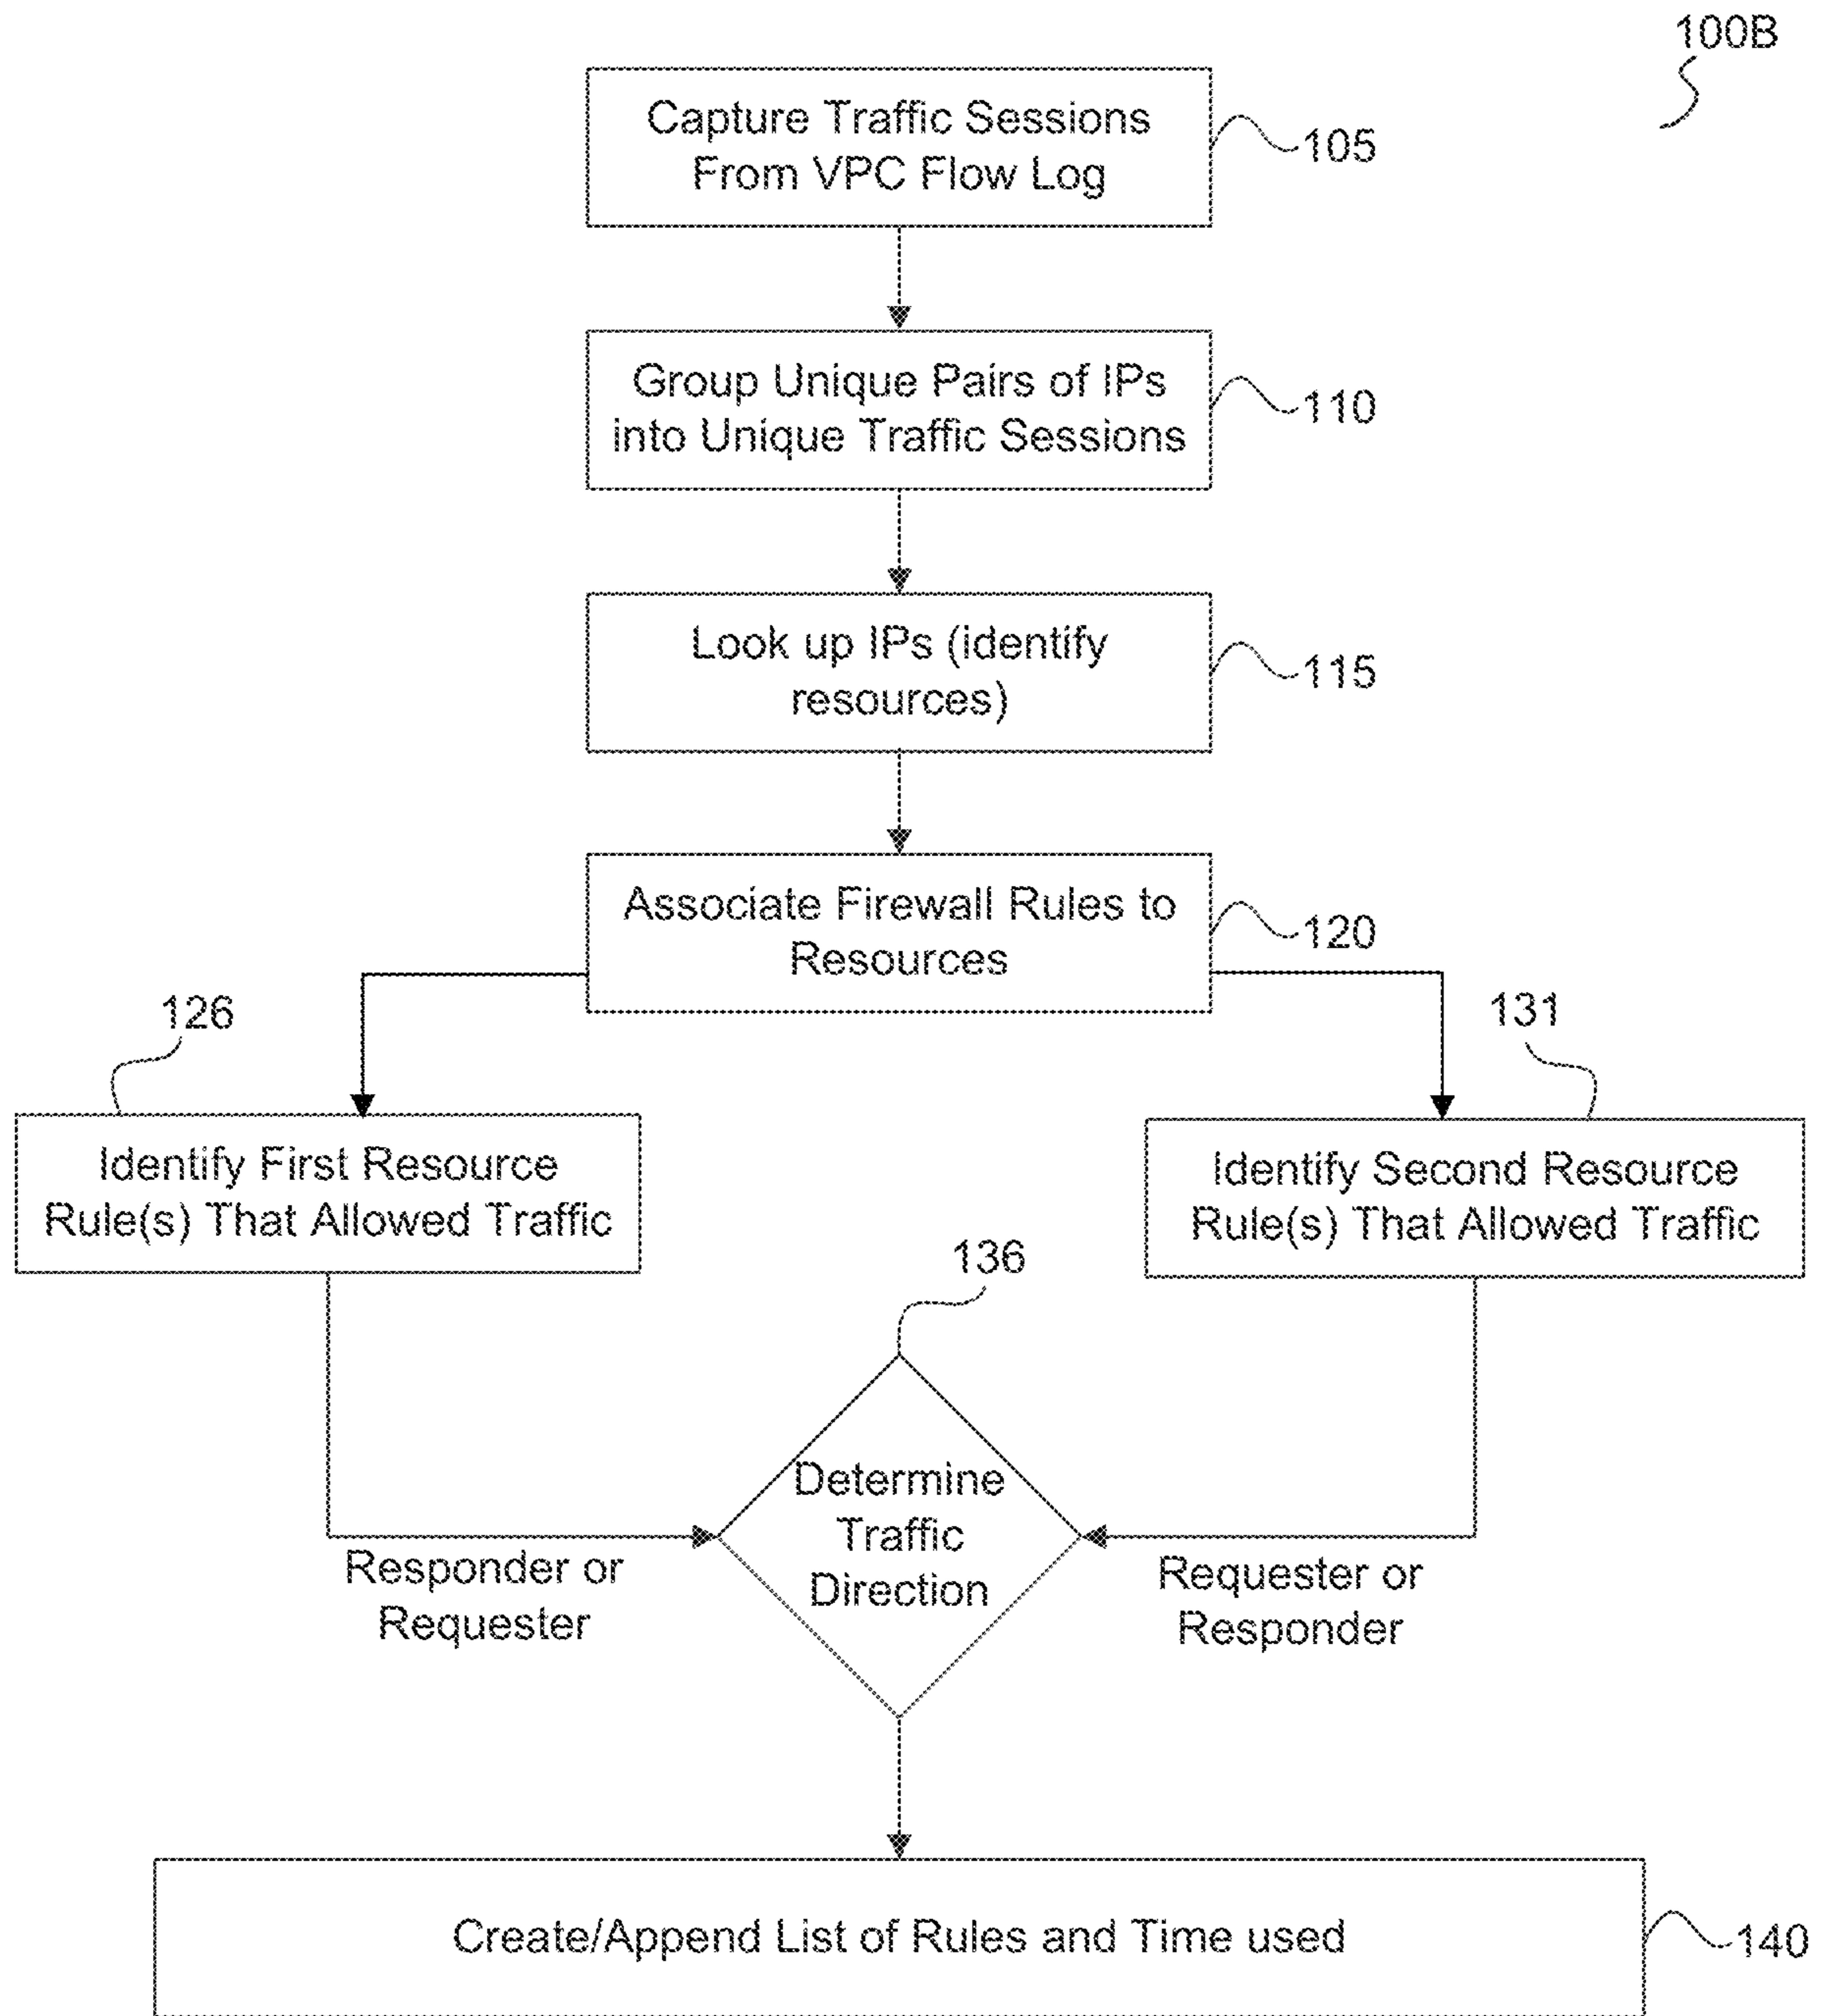 100B
Capture Traffic Sessions
From VPC Flow Log
105
Group Unique Pairs of IPs
into Unique Traffic Sessions
110
Look up IPs (identify
resources)
115
Associate Firewall Rules to
Resources
120
126
131
Identify First Resource
Rule(s) That Allowed Traffic
Identify Second Resource
Rule(s) That Allowed Traffic
136
Determine
Traffic
Direction
Responder or
Requester
Requester or
Responder
Create/Append List of Rules and Time used
140